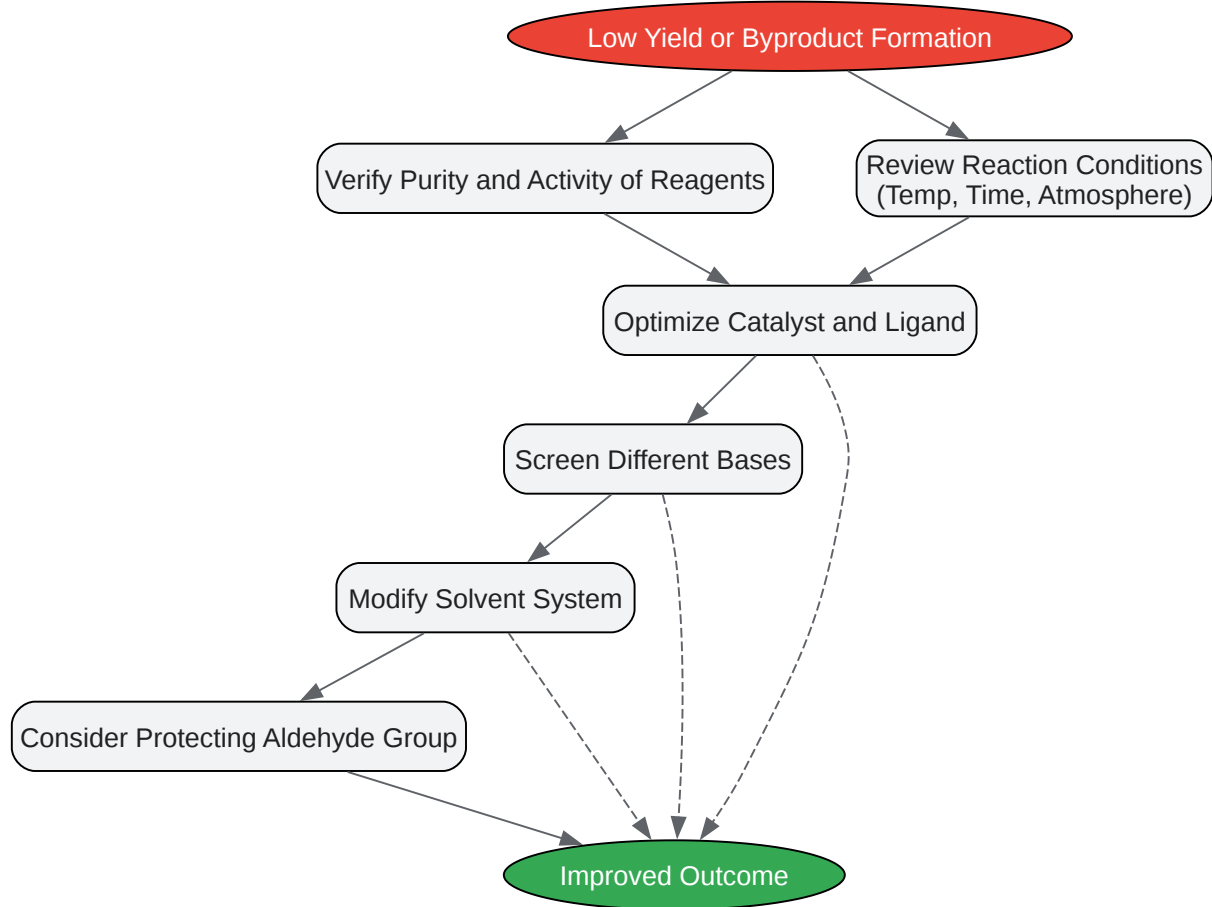 Low Yield or Byproduct Formation
Verify Purity and Activity of Reagents
Review Reaction Conditions
(Temp, Time, Atmosphere)
Optimize Catalyst and Ligand
Screen Different Bases
Modify Solvent System
Consider Protecting Aldehyde Group
Improved Outcome